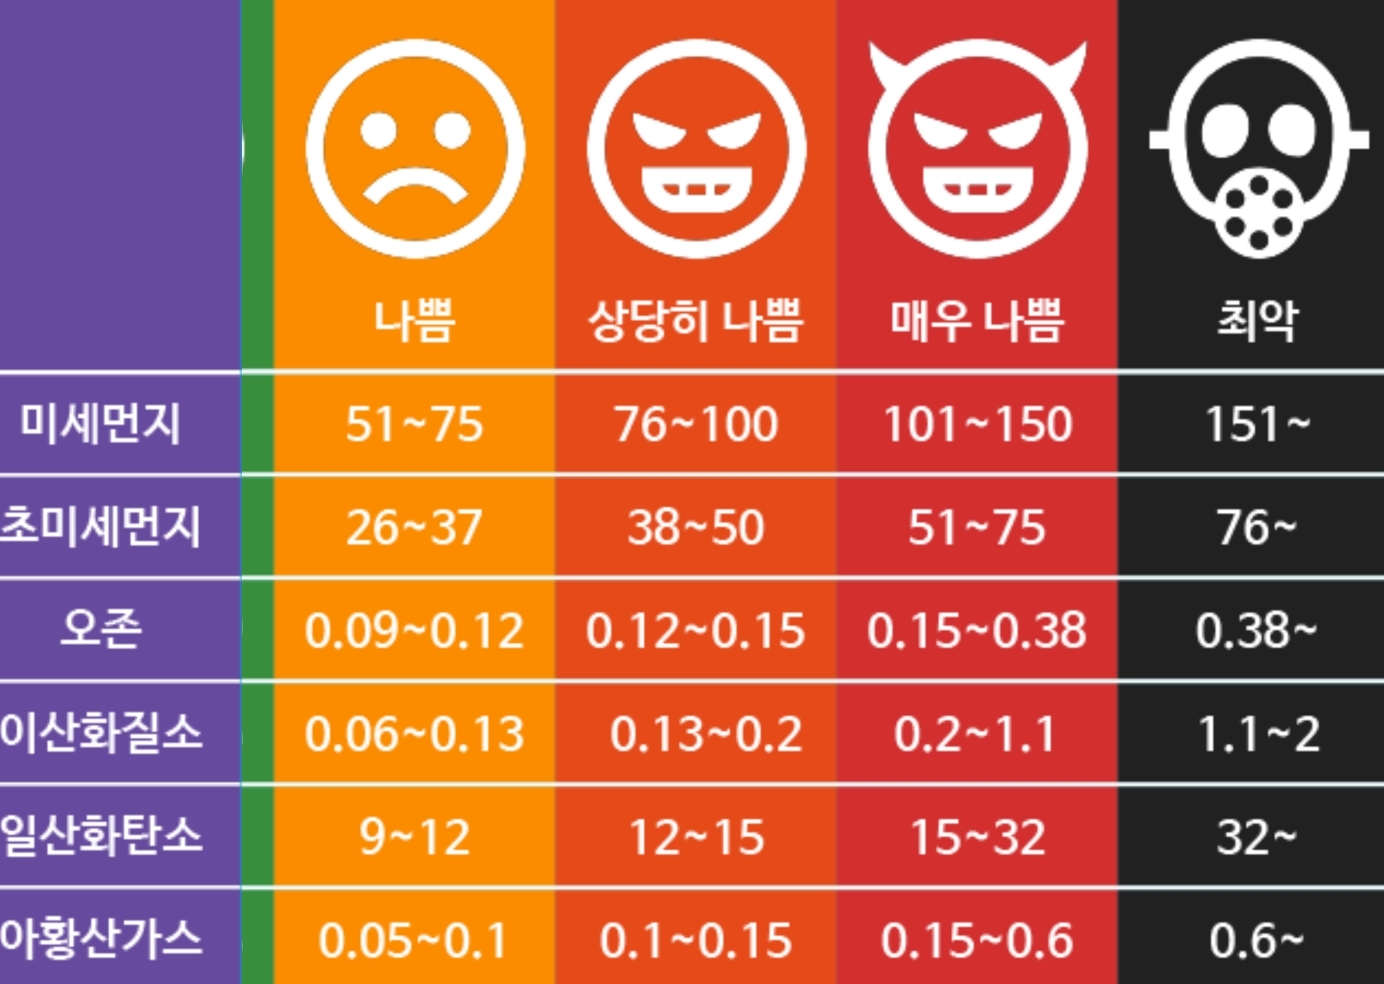 나쁨 상당히 나쁨 매우 나쁨 최악
미세먼지 51~75 76~100 101~150 151~
초미세먼지 26~37 38~50 51~75 76~
오존 0.09~0.12 0.12~0.15 0.15~0.38 0.38~
이산화질소 0.06~0.13 0.13~0.2 0.2~1.1 1.1~2
일산화탄소 9~12 12~15 15~32 32~
아황산가스 0.05~0.1 0.1~0.15 0.15~0.6 0.6~